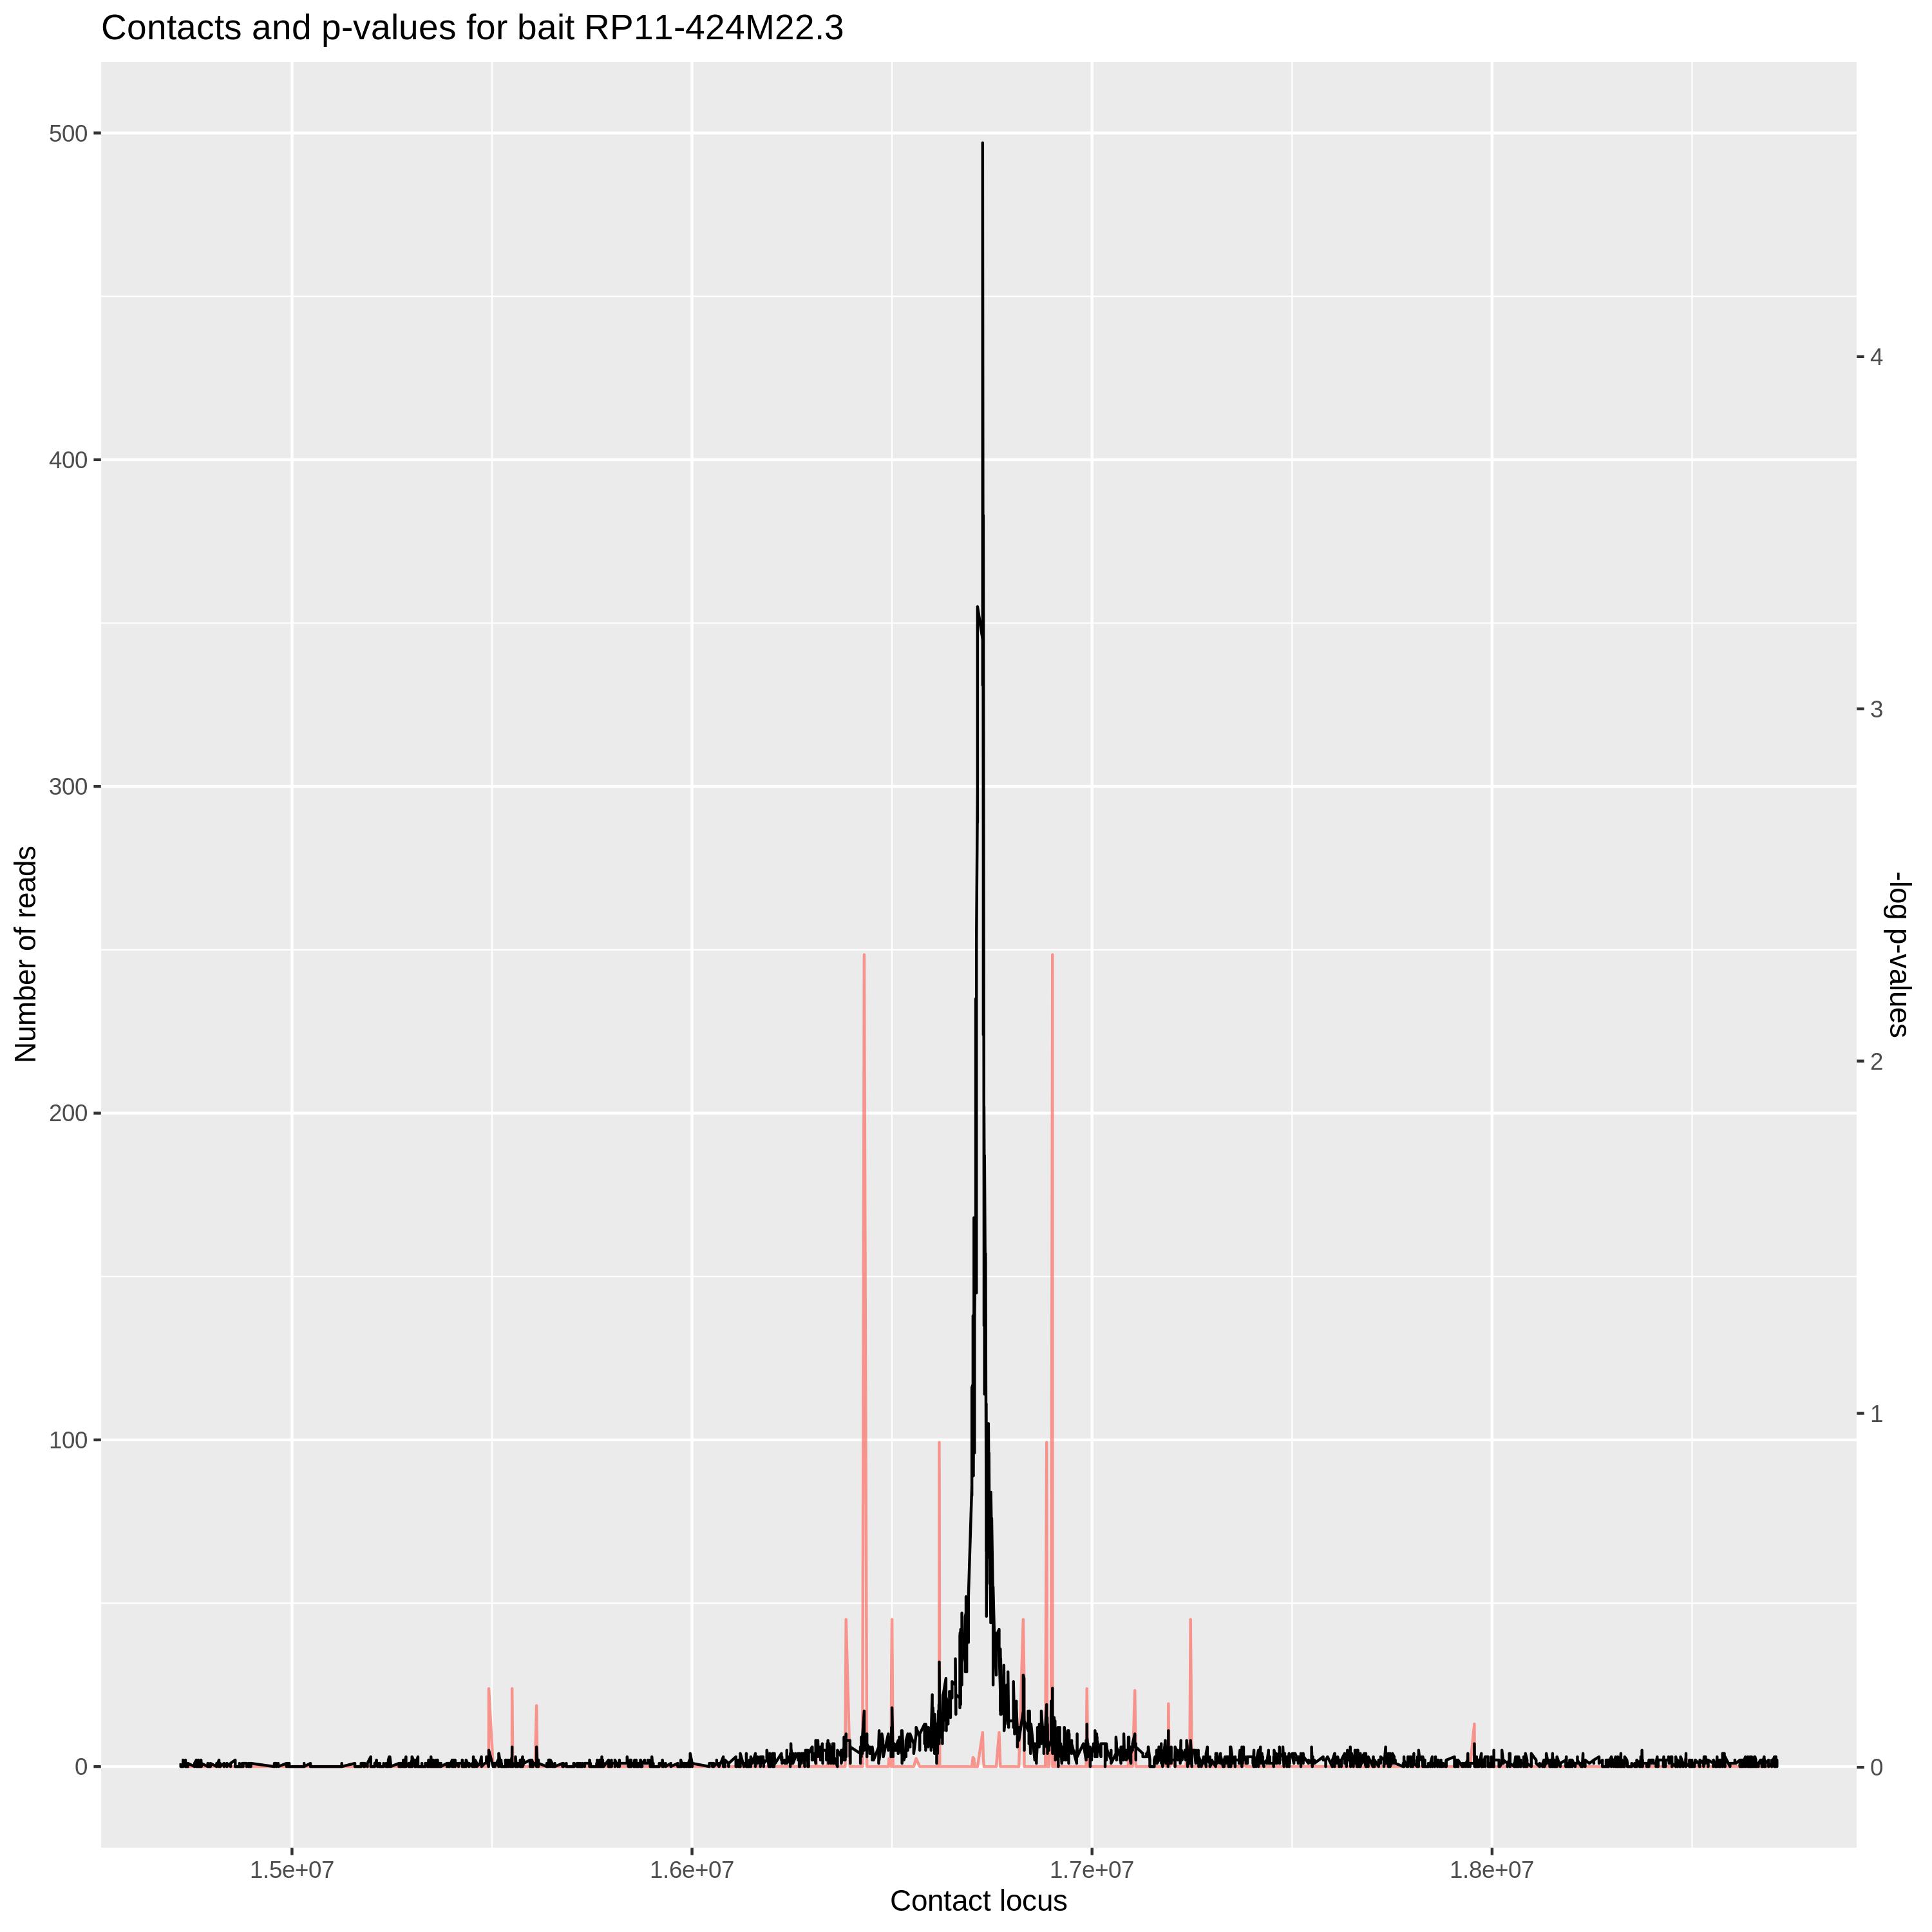 Contacts and p-values for bait RP11-424M22.3
500
400
300
200
100
0
Number of reads
4
3
2
1
0
-log p-values
1.5e+07
1.6e+07
1.7e+07
1.8e+07
Contact locus